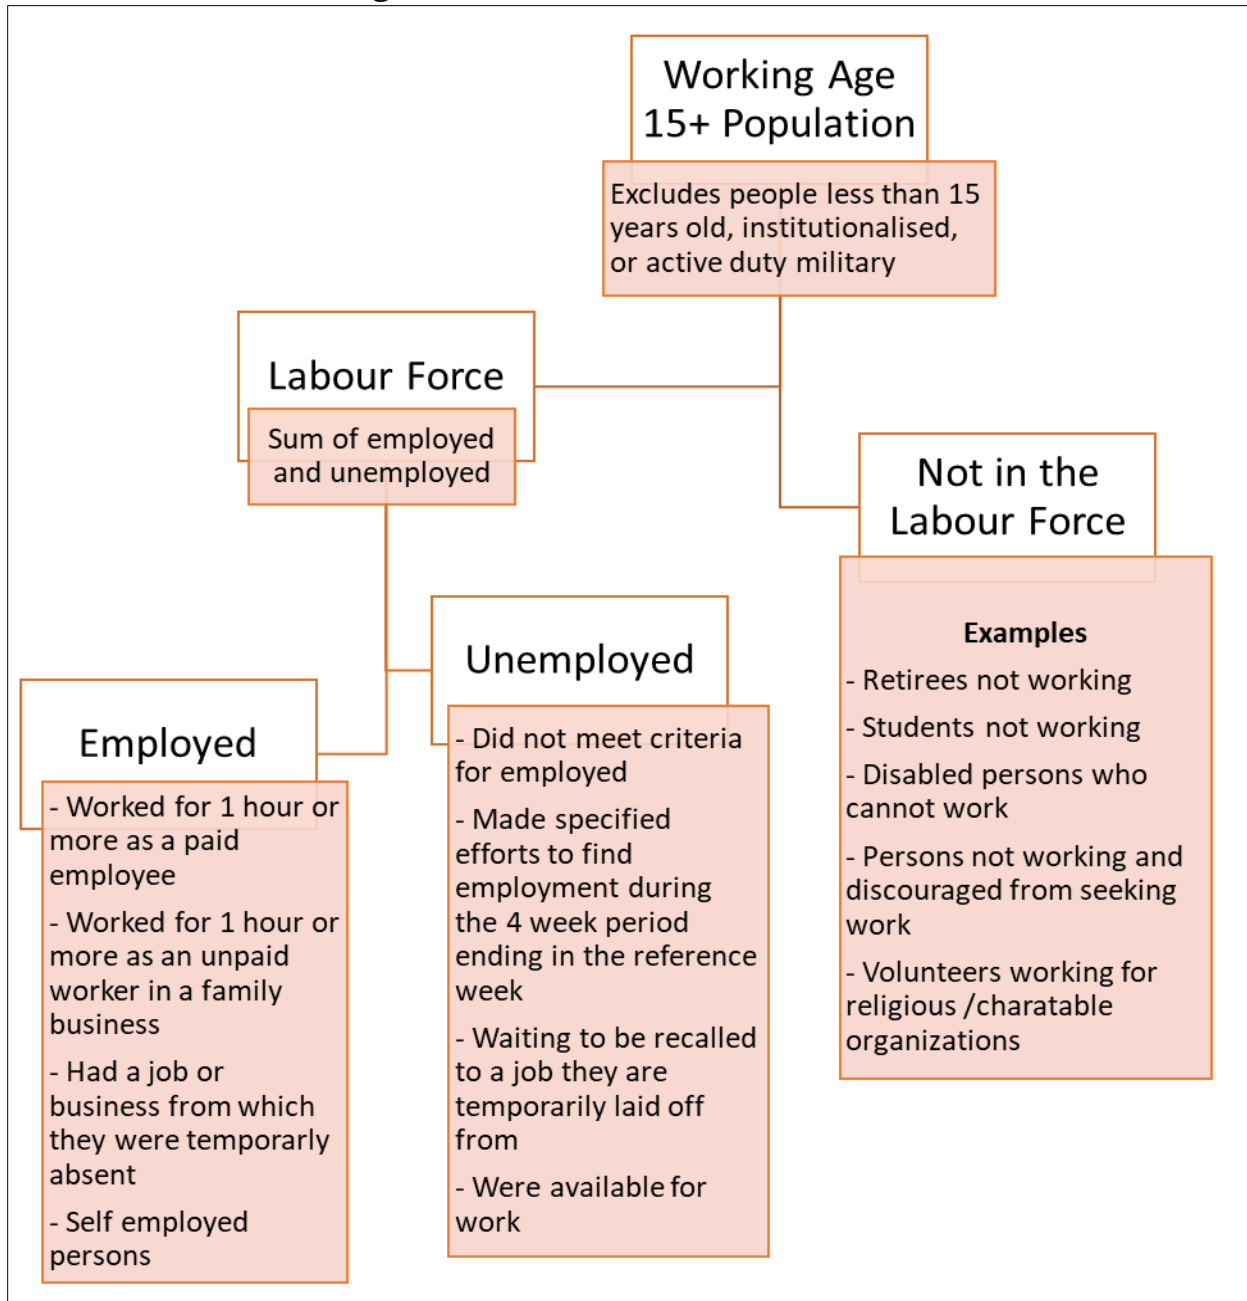 Working Age
15+ Population
Excludes people less than 15
years old, institutionalised,
or active duty military
Labour Force
Sum of employed
and unemployed
Not in the
Labour Force
Examples
- Retirees not working
- Students not working
- Disabled persons who
cannot work
- Persons not working and
discouraged from seeking
work
- Volunteers working for
religious /charatable
organizations
Unemployed
- Did not meet criteria
for employed
- Made specified
efforts to find
employment during
the 4 week period
ending in the reference
week
- Waiting to be recalled
to a job they are
temporarily laid off
from
- Were available for
work
Employed
- Worked for 1 hour or
more as a paid
employee
- Worked for 1 hour or
more as an unpaid
worker in a family
business
- Had a job or
business from which
they were temporarly
absent
- Self employed
persons